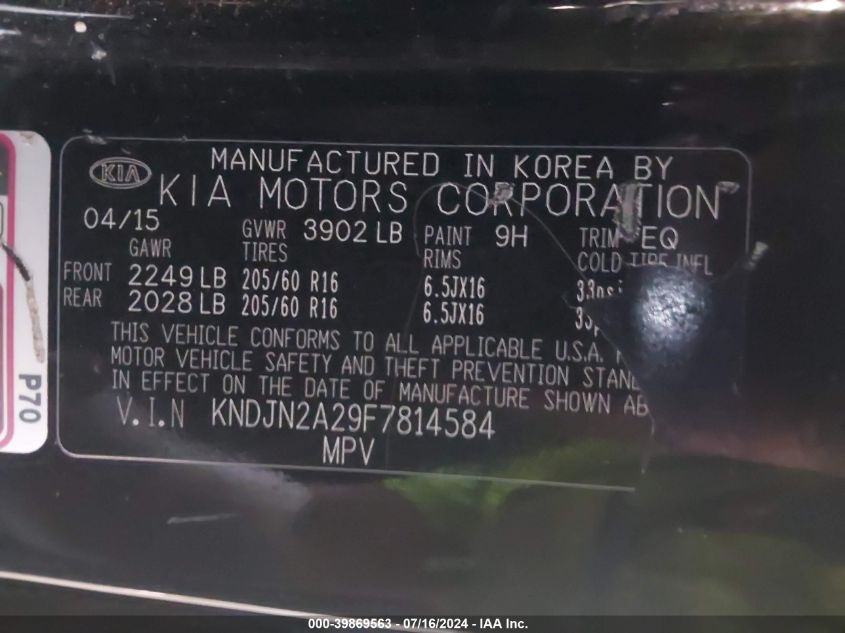 MANUFACTURED IN KOREA BY
KIA KIA MOTORS CORPORATION
04/15 GVWR 3902 LB PAINT 9H TRIM EQ
GAWR TIRES RIMS COLD TIRE INFL
FRONT 2249 LB 205/60 R16 6.5JX16 33psi
REAR 2028 LB 205/60 R16 6.5JX16
THIS VEHICLE CONFORMS TO ALL APPLICABLE U.S.A.
MOTOR VEHICLE SAFETY AND THEFT PREVENTION
IN EFFECT ON THE DATE OF MANUFACTURE SHOWN
V.I.N KNDJN2A29F7814584
MPV
P70
000-39869563 - 07/16/2024 - IAA Inc.